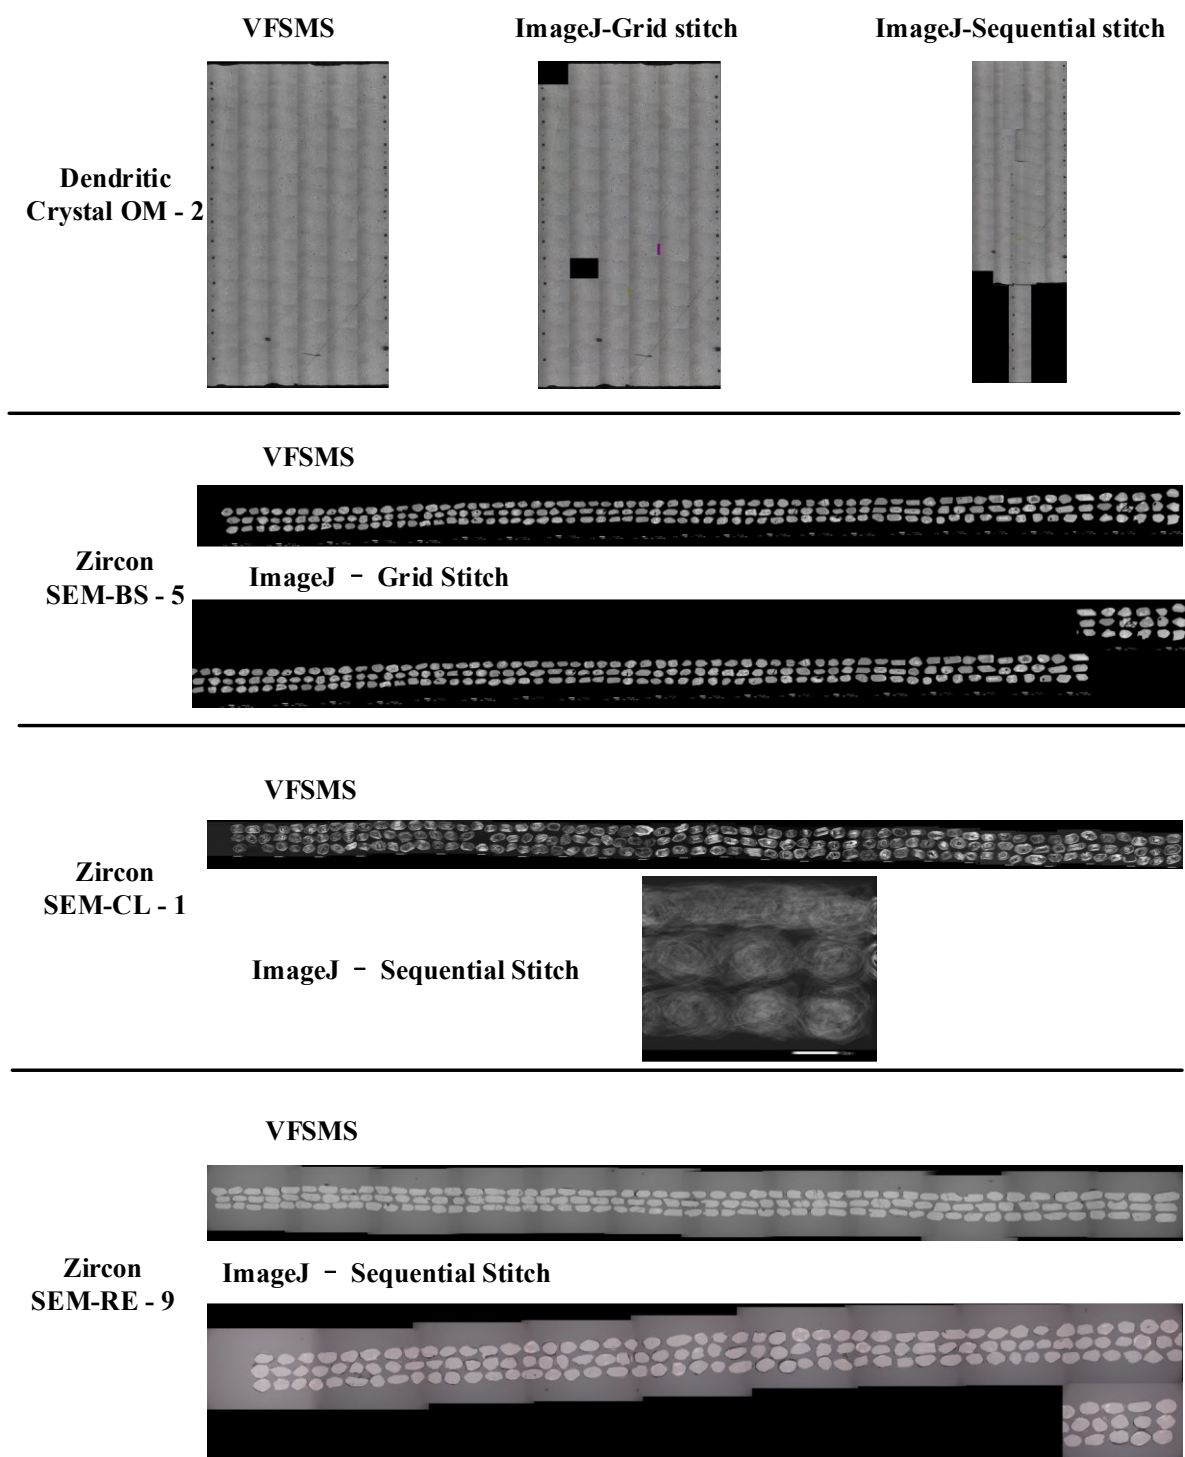 VFSMS
ImageJ-Grid stitch
ImageJ-Sequential stitch
Dendritic
Crystal OM - 2
VFSMS
Zircon
SEM-BS - 5
ImageJ – Grid Stitch
VFSMS
Zircon
SEM-CL - 1
ImageJ – Sequential Stitch
VFSMS
Zircon
SEM-RE - 9
ImageJ – Sequential Stitch